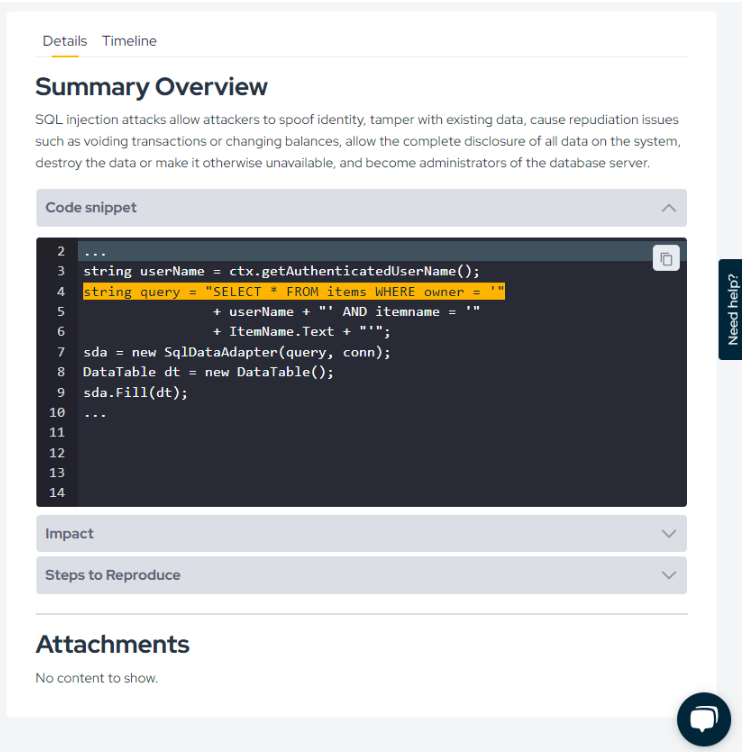 Details Timeline
Summary Overview
SQL injection attacks allow attackers to spoof identity, tamper with existing data, cause repudiation issues
such as voiding transactions or changing balances, allow the complete disclosure of all data on the system,
destroy the data or make it otherwise unavailable, and become administrators of the database server.
Code snippet
2 ...
3 string userName = ctx.getAuthenticatedUserName();
4 string query = "SELECT * FROM items WHERE owner = '"
5 + userName + "' AND itemname = '"
6 + ItemName.Text + "'";
7 sda = new SqlDataAdapter(query, conn);
8 DataTable dt = new DataTable();
9 sda.Fill(dt);
10 ...
11
12
13
14
Need help?
Impact
Steps to Reproduce
Attachments
No content to show.